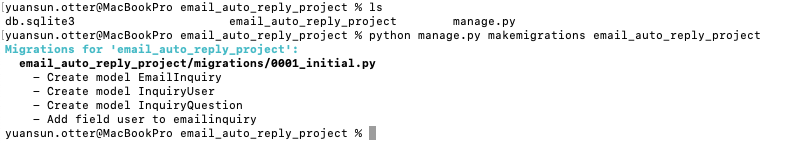 [yuansun.otter@MacBookPro email_auto_reply_project % ls
db.sqlite3 email_auto_reply_project manage.py
[yuansun.otter@MacBookPro email_auto_reply_project % python manage.py makemigrations email_auto_reply_project
Migrations for 'email_auto_reply_project':
email_auto_reply_project/migrations/0001_initial.py
- Create model EmailInquiry
- Create model InquiryUser
- Create model InquiryQuestion
- Add field user to emailinquiry
yuansun.otter@MacBookPro email_auto_reply_project %